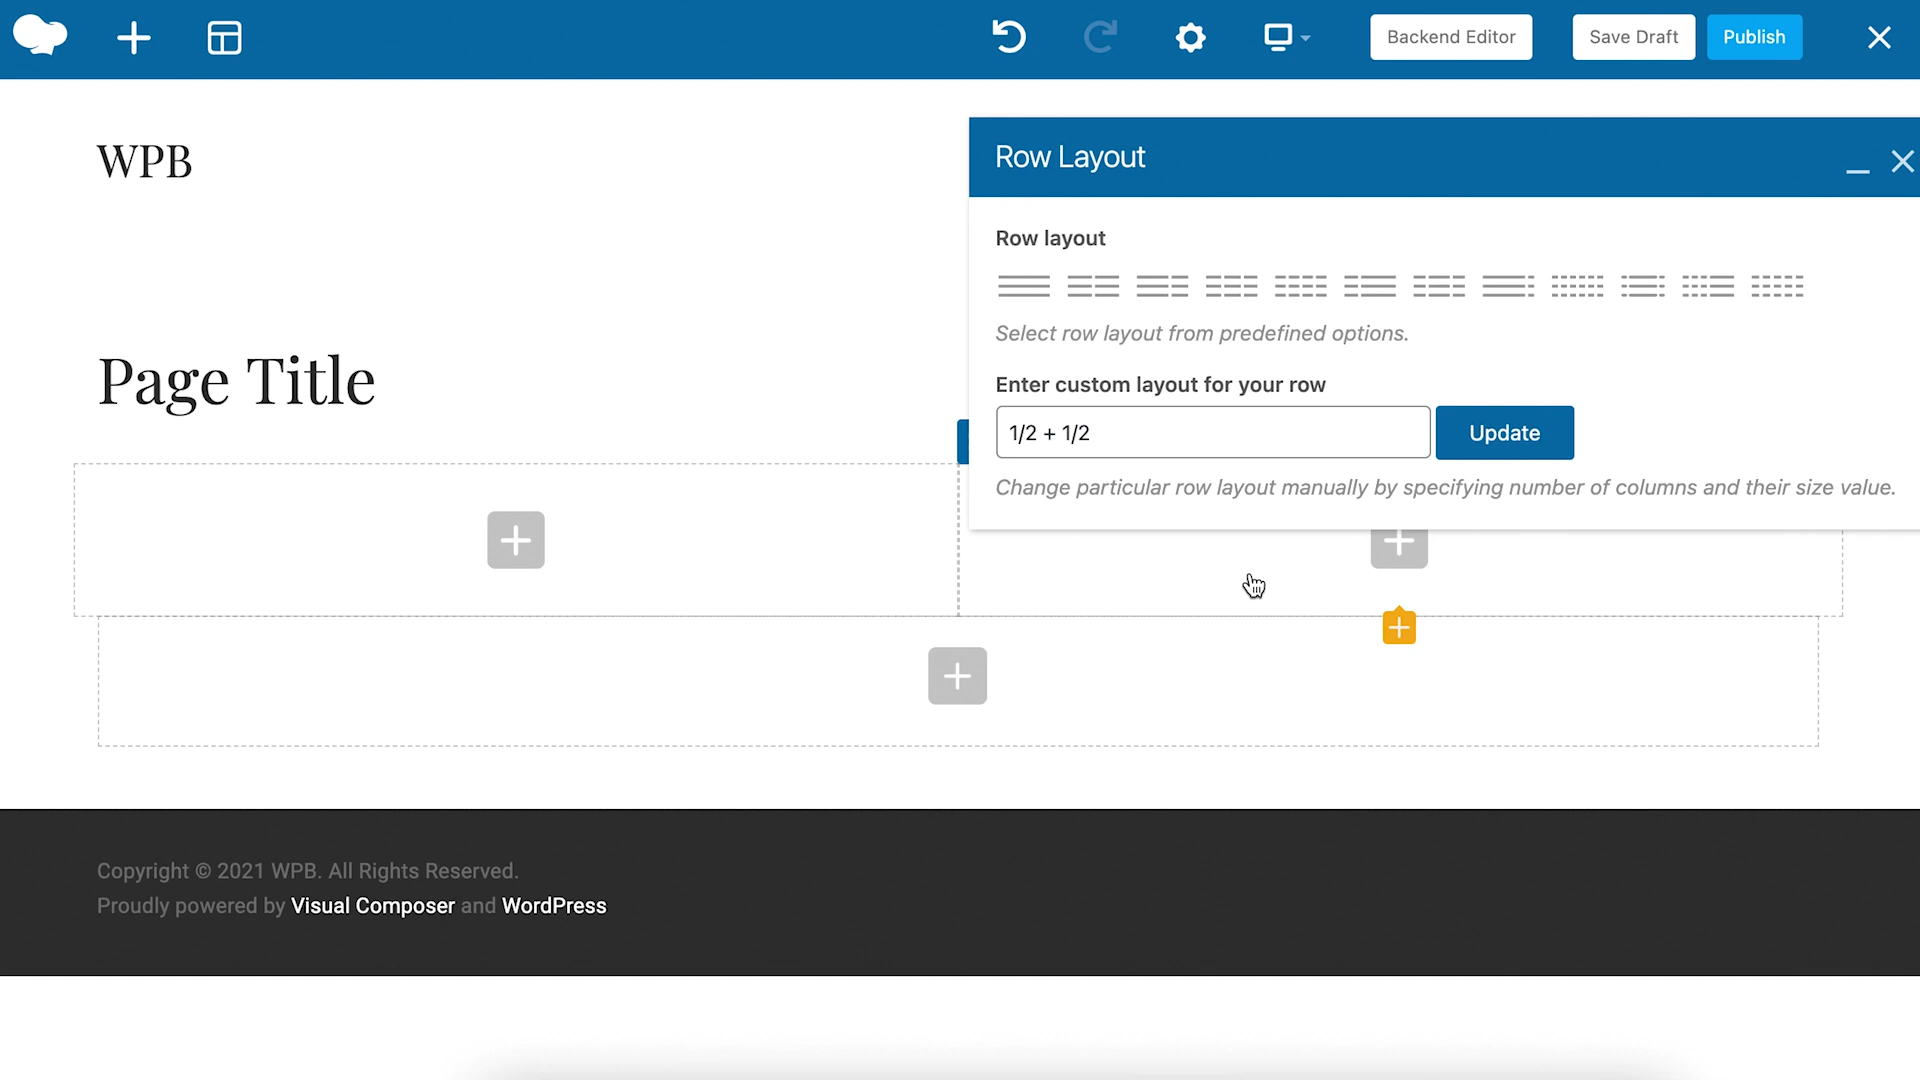 Backend Editor
Save Draft
Publish
WPB
Row Layout
Row layout
Select row layout from predefined options.
Enter custom layout for your row
1/2 + 1/2
Update
Change particular row layout manually by specifying number of columns and their size value.
Page Title
Copyright © 2021 WPB. All Rights Reserved.
Proudly powered by Visual Composer and WordPress